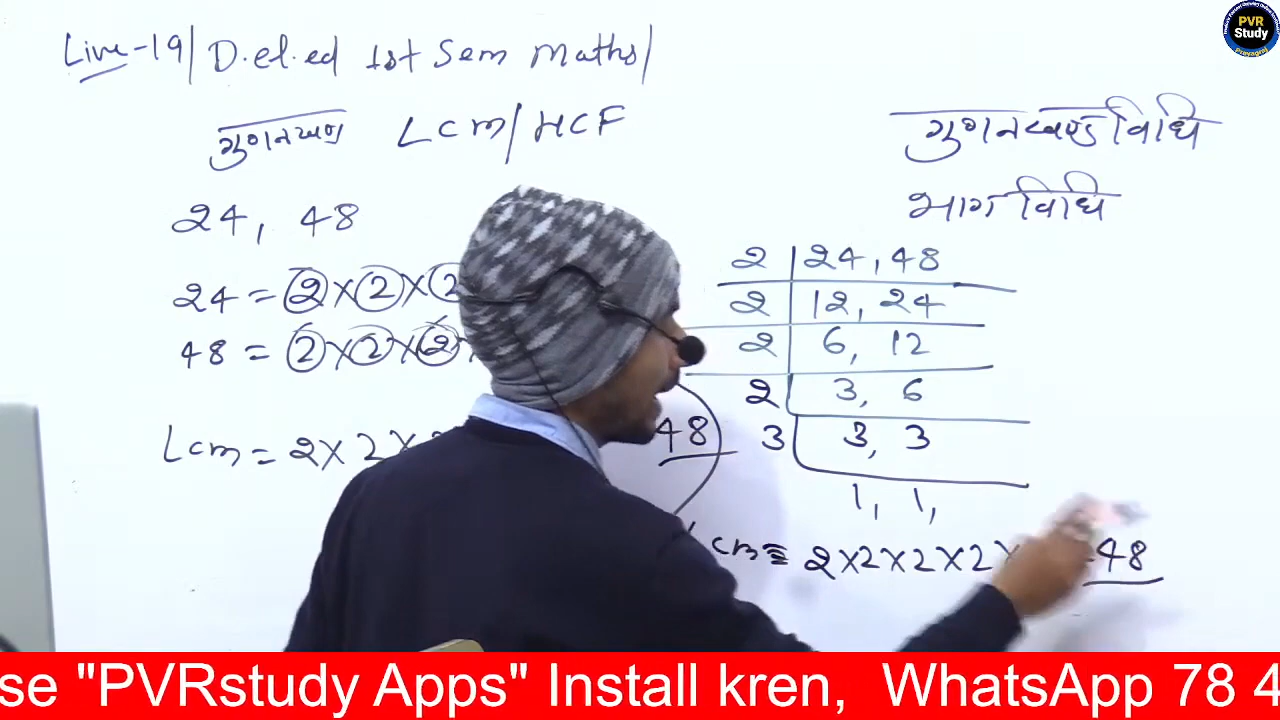 Live-19/ D.el.ed 1st Sem Maths/
गुणनखण्ड LCM/HCF
24, 48
24 = 2×2×2
48 = 2×2×2
Lcm = 2×2×
48
गुणनखण्ड विधि
भाग विधि
2 | 24, 48
2 | 12, 24
2 | 6, 12
2 | 3, 6
3 | 3, 3
1, 1,
cm = 2×2×2×2× 48
PVR
Study
Prayagraj
se "PVRstudy Apps" Install kren, WhatsApp 78 4